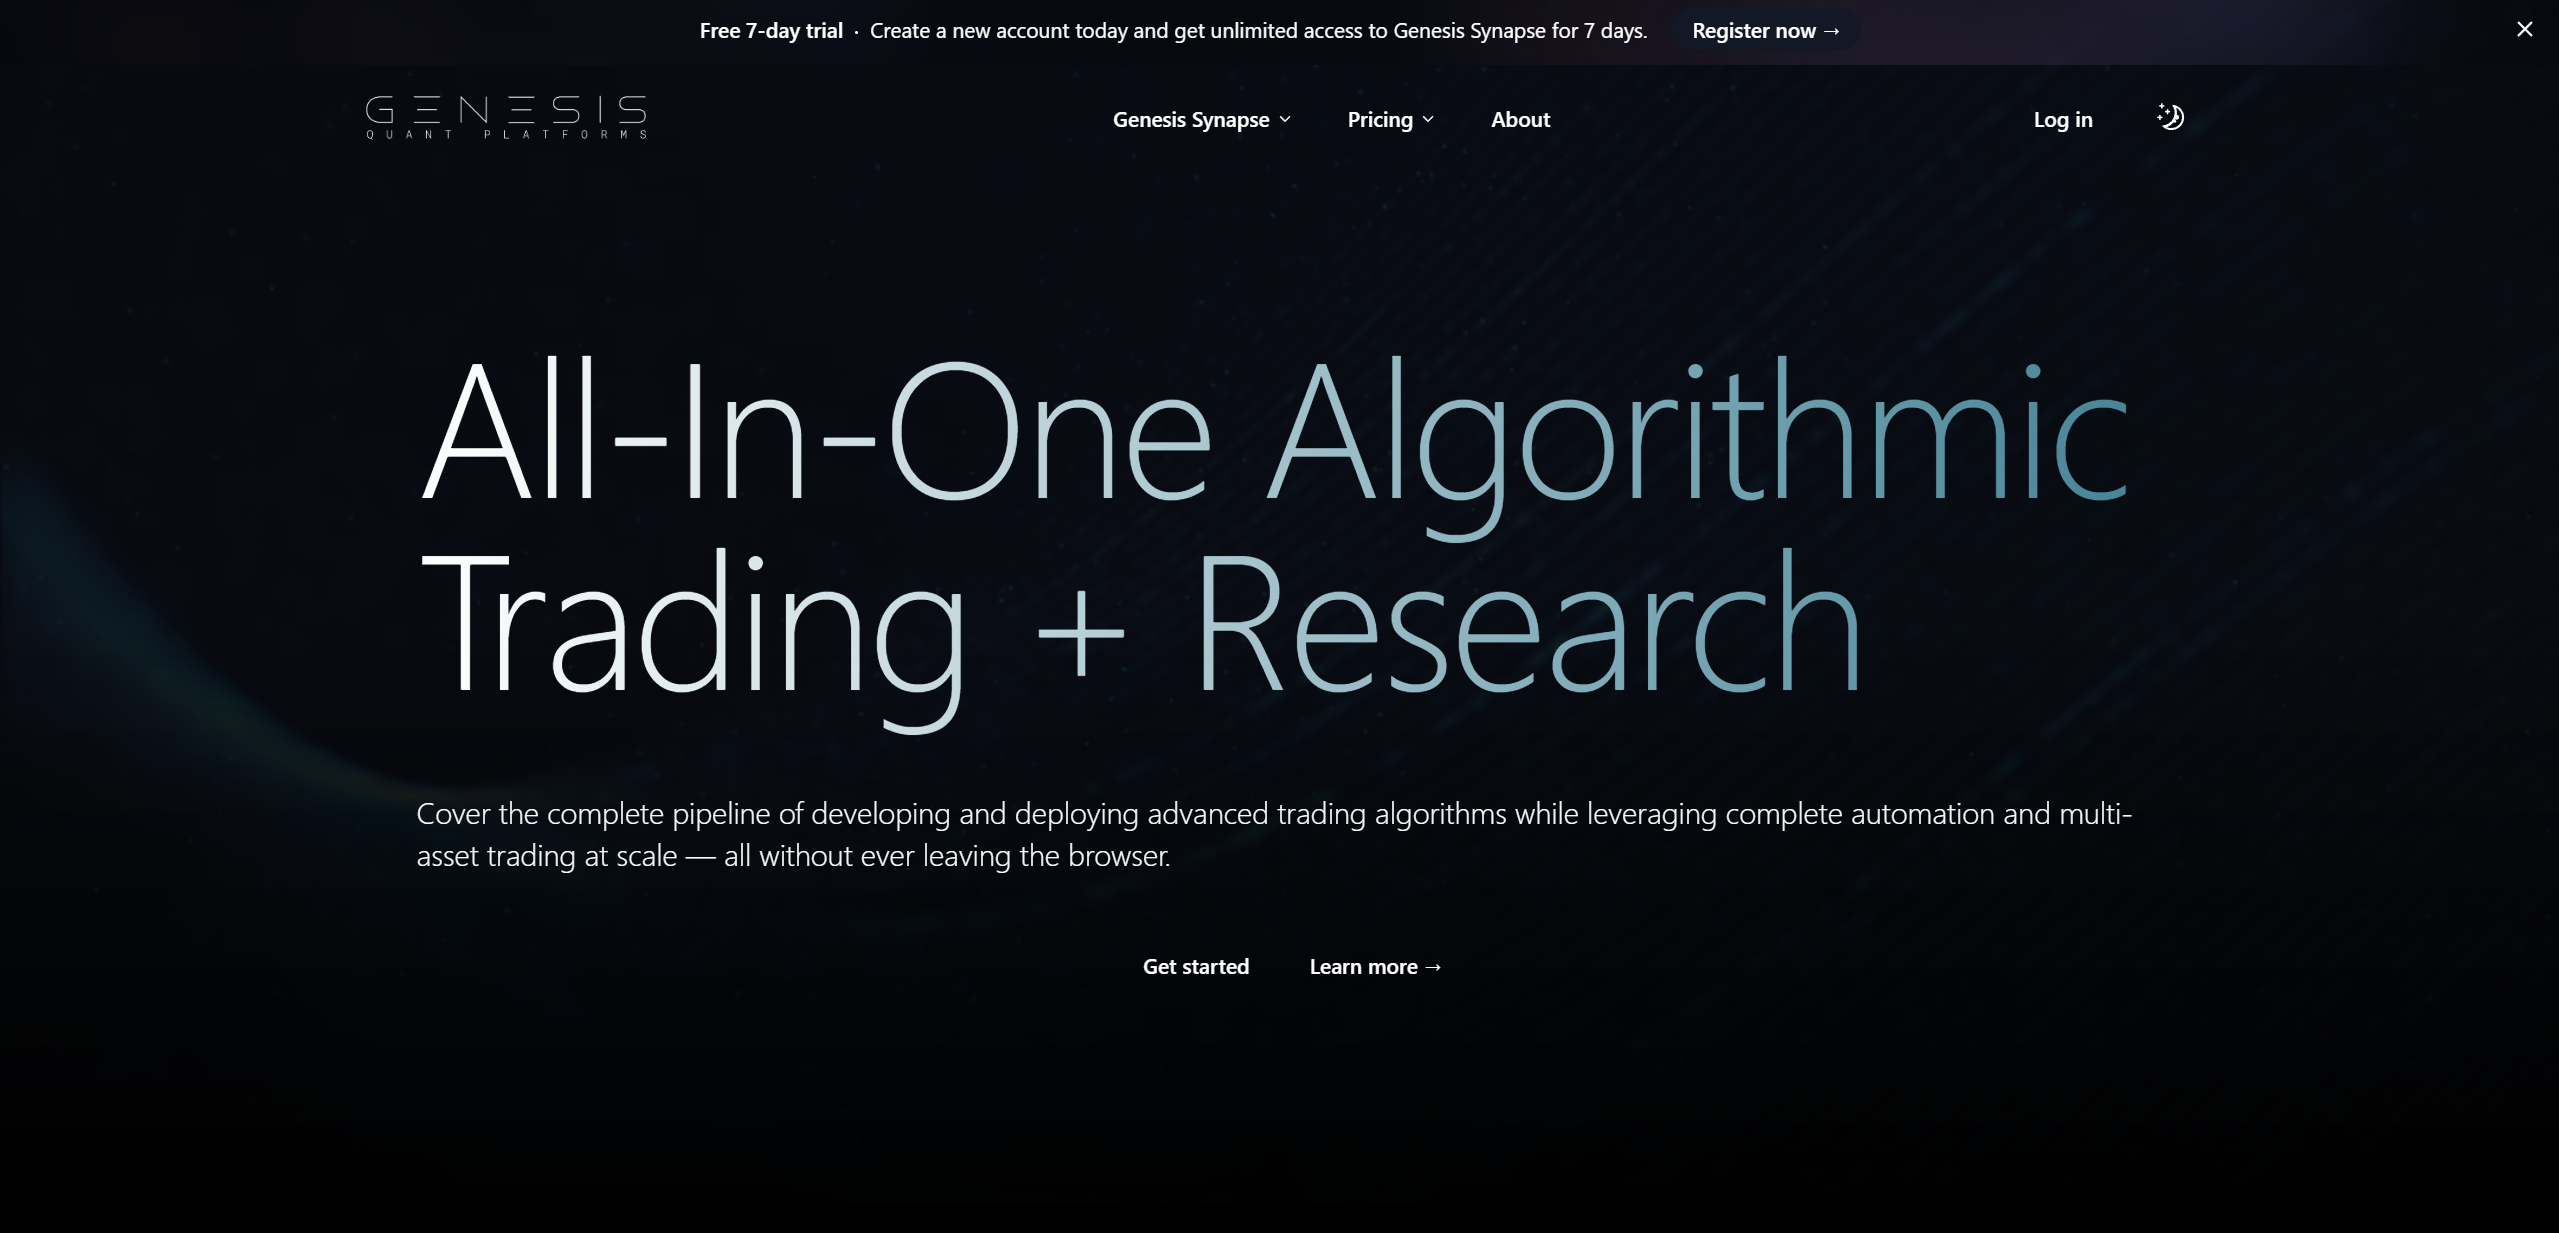 Free 7-day trial · Create a new account today and get unlimited access to Genesis Synapse for 7 days. Register now →
GENESIS
QUANT PLATFORMS
Genesis Synapse Pricing About Log in
All-In-One Algorithmic
Trading + Research
Cover the complete pipeline of developing and deploying advanced trading algorithms while leveraging complete automation and multi-
asset trading at scale — all without ever leaving the browser.
Get started Learn more →